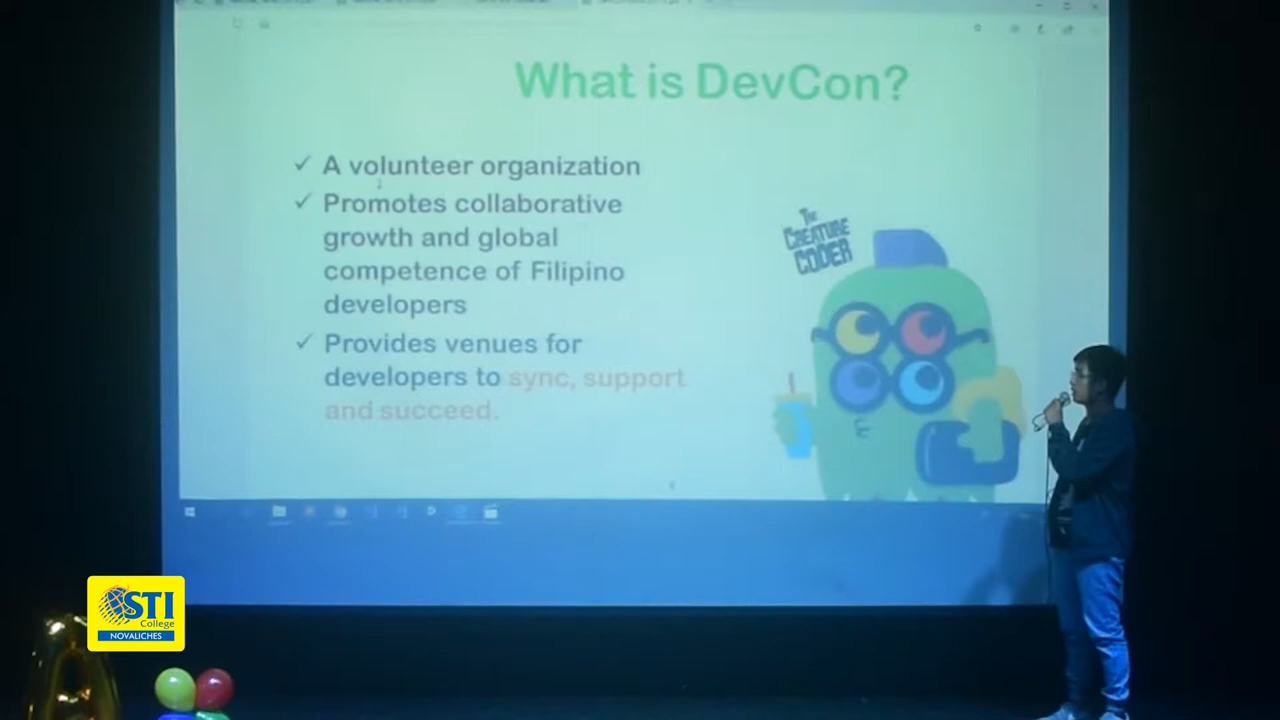 What is DevCon?
✓ A volunteer organization
✓ Promotes collaborative
growth and global
competence of Filipino
developers
✓ Provides venues for
developers to sync, support
and succeed.
The
CREATURE
CODER
STI
College
NOVALICHES